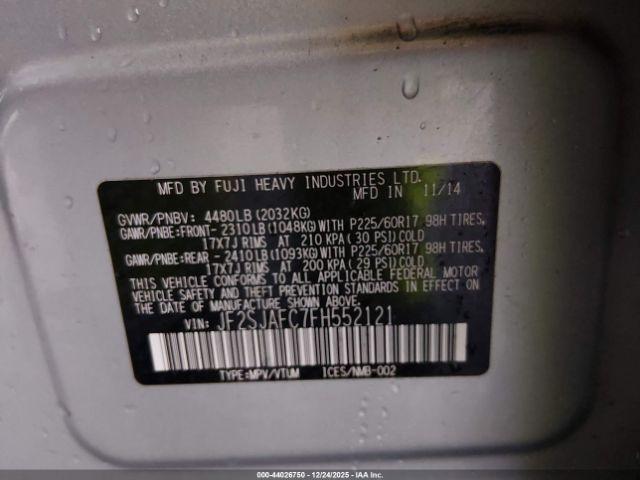 MFD BY FUJI HEAVY INDUSTRIES LTD.
MFD IN 11/14
GVWR/PNBV: 4480LB(2032KG)
GAWR/PNBE:FRONT- 2310LB(1048KG)WITH P225/60R17 98H TIRES,
17X7J RIMS AT 210 KPA(30 PSI)COLD
GAWR/PNBE:REAR - 2410LB(1093KG)WITH P225/60R17 98H TIRES,
17X7J RIMS AT 200 KPA(29 PSI)COLD
THIS VEHICLE CONFORMS TO ALL APPLICABLE FEDERAL MOTOR
VEHICLE SAFETY AND THEFT PREVENTION STANDARDS IN EFFECT ON
THE DATE OF MANUFACTURE SHOWN ABOVE.
VIN: JF2SJAFC7FH552121
TYPE:MPV/VTUM ICES/NMB-002
000-44026750 - 12/24/2025 - IAA Inc.